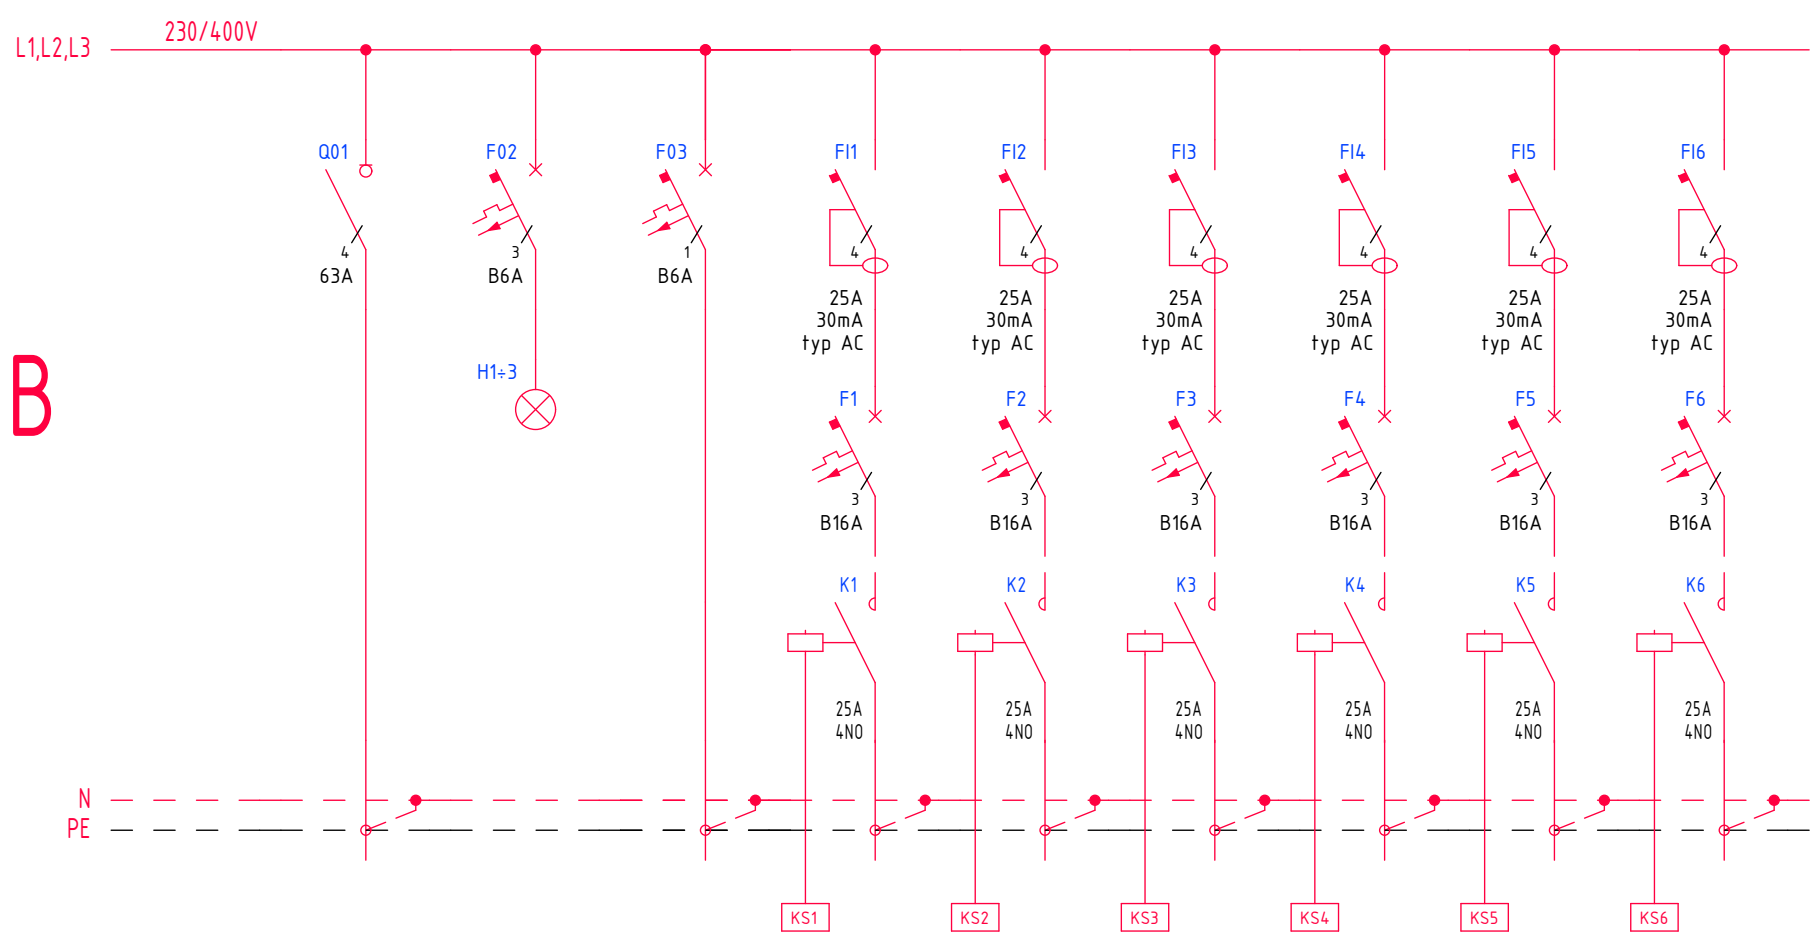 230/400V
L1,L2,L3
Q01 F02 F03 FI1 FI2 FI3 FI4 FI5 FI6
4 3 1 4 4 4 4 4 4
63A B6A B6A
25A 25A 25A 25A 25A 25A
30mA 30mA 30mA 30mA 30mA 30mA
typ AC typ AC typ AC typ AC typ AC typ AC
H1÷3
B
F1 F2 F3 F4 F5 F6
3 3 3 3 3 3
B16A B16A B16A B16A B16A B16A
K1 K2 K3 K4 K5 K6
25A 25A 25A 25A 25A 25A
4NO 4NO 4NO 4NO 4NO 4NO
N
PE
KS1 KS2 KS3 KS4 KS5 KS6